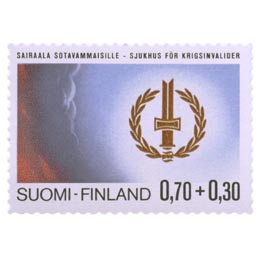 SAIRAALA SOTAVAMMAISILLE - SJUKHUS FÖR KRIGSINVALIDER
SUOMI-FINLAND 0,70+0,30